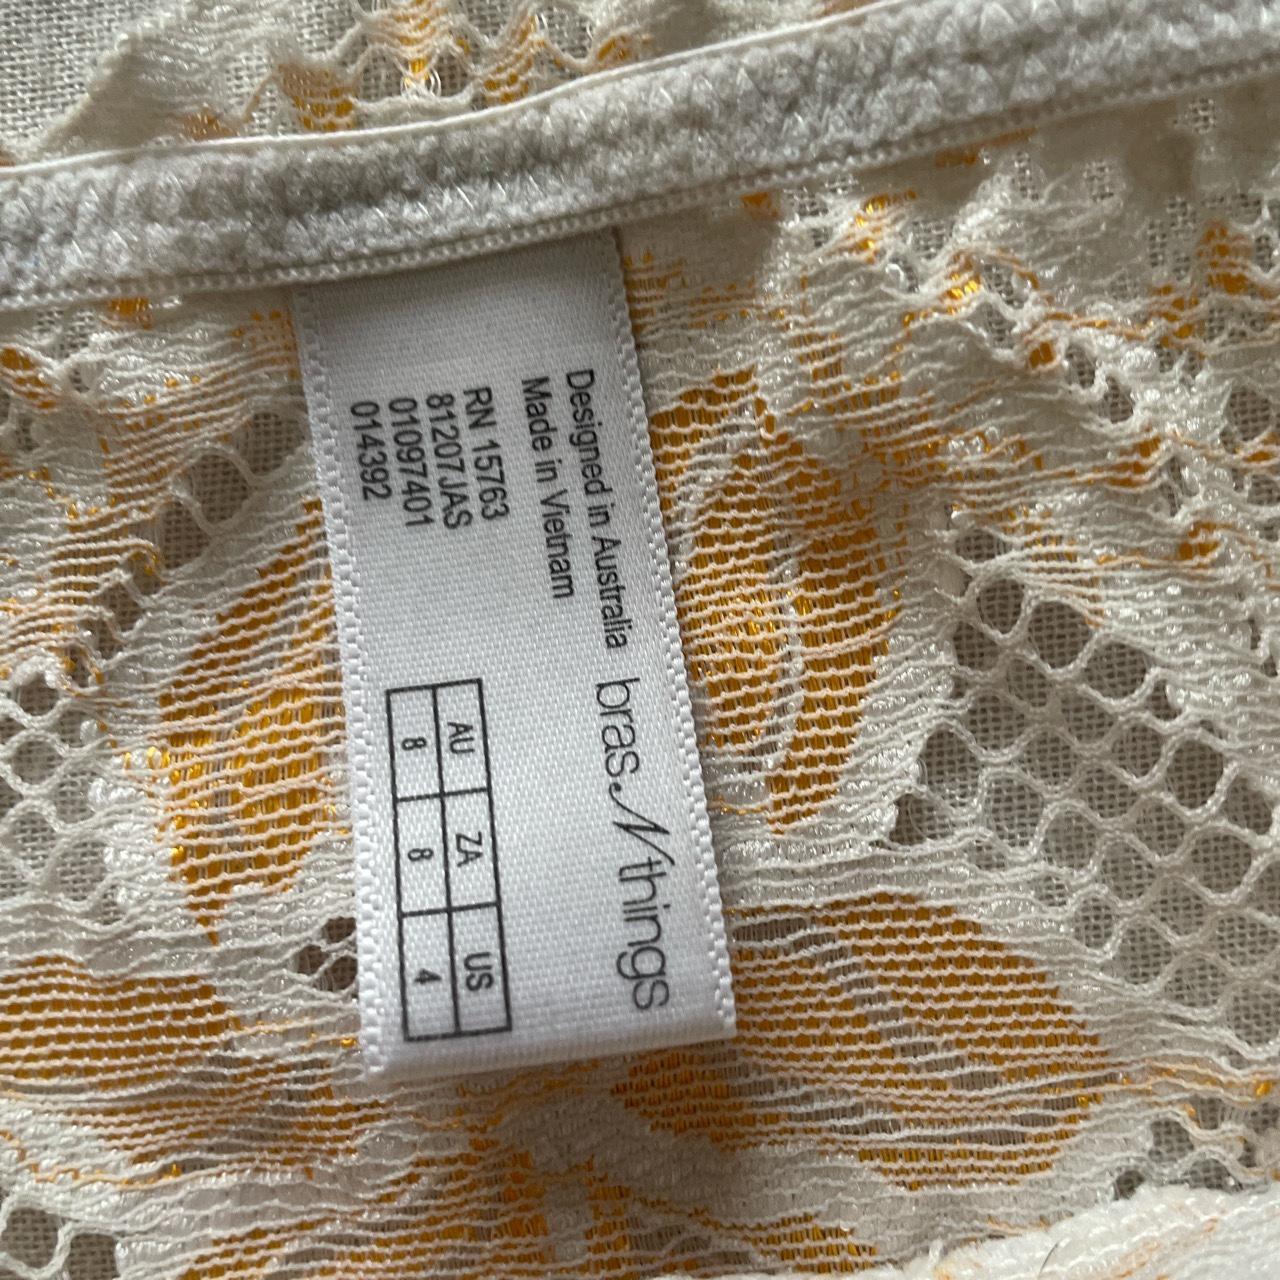 bras N things
Designed in Australia
Made in Vietnam
RN 15763
81207JAS
01097401
014392
AU ZA US
8 8 4